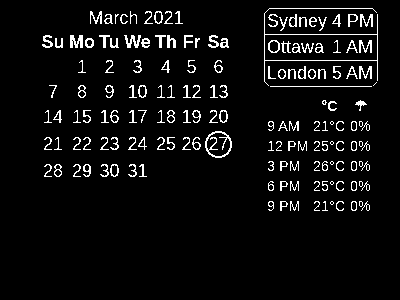 March 2021
Su Mo Tu We Th Fr Sa
1 2 3 4 5 6
7 8 9 10 11 12 13
14 15 16 17 18 19 20
21 22 23 24 25 26 27
28 29 30 31
Sydney 4 PM
Ottawa 1 AM
London 5 AM
°C ☂
9 AM 21°C 0%
12 PM 25°C 0%
3 PM 26°C 0%
6 PM 25°C 0%
9 PM 21°C 0%